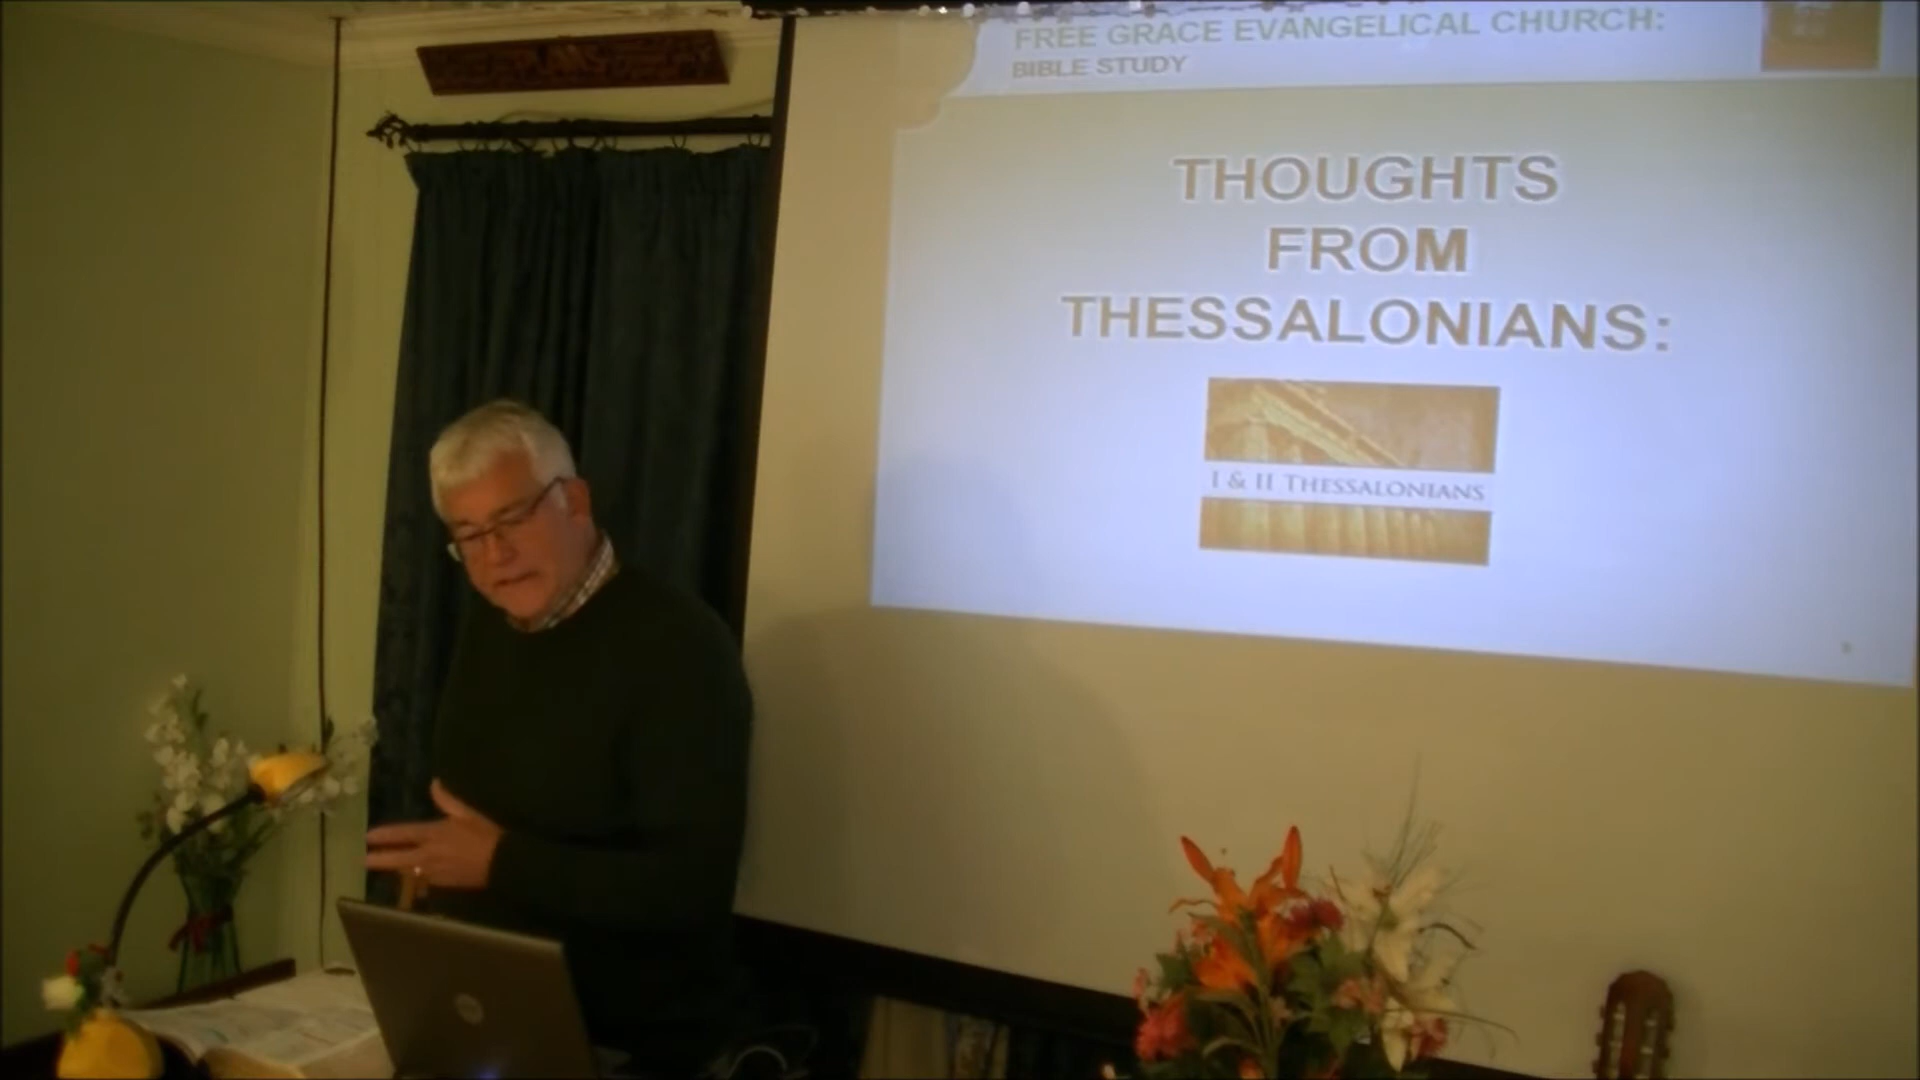 FREE GRACE EVANGELICAL CHURCH:
BIBLE STUDY
THOUGHTS
FROM
THESSALONIANS:
I & II THESSALONIANS